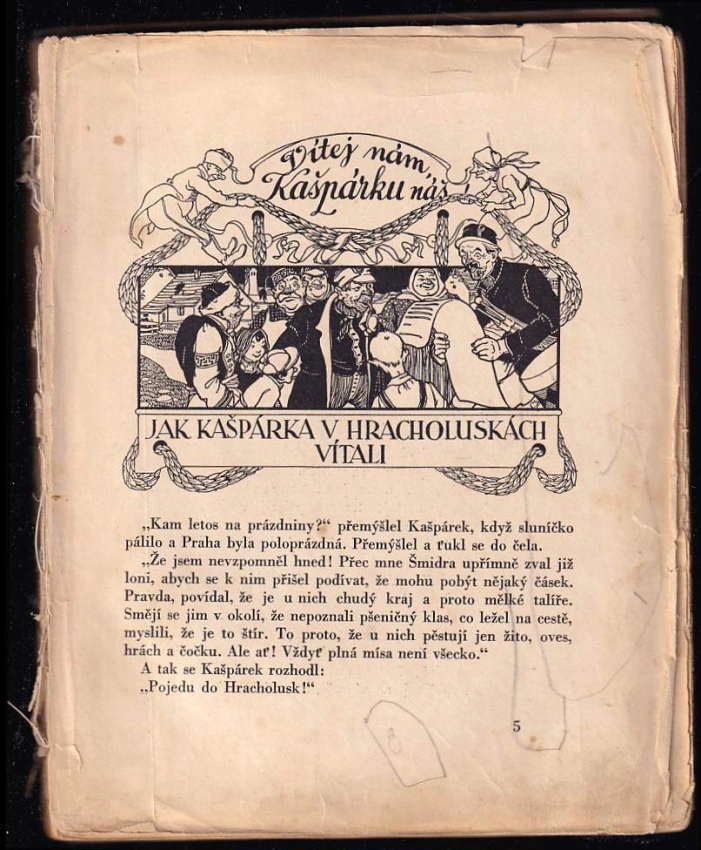 Vítej nám,
Kašpárku náš!
JAK KAŠPÁRKA V HRACHOLUSKÁCH
VÍTALI
„Kam letos na prázdniny?“ přemýšlel Kašpárek, když sluníčko
pálilo a Praha byla poloprázdná. Přemýšlel a ťukl se do čela.
„Že jsem nevzpomněl hned! Přec mne Šmidra upřímně zval již
loni, abych se k nim přišel podívat, že mohu pobýt nějaký čásek.
Pravda, povídal, že je u nich chudý kraj a proto mělké talíře.
Smějí se jim v okolí, že nepoznali pšeničný klas, co ležel na cestě,
myslili, že je to štír. To proto, že u nich pěstují jen žito, oves,
hrách a čočku. Ale ať! Vždyť plná mísa není všecko.“
A tak se Kašpárek rozhodl:
„Pojedu do Hracholusk!“
5